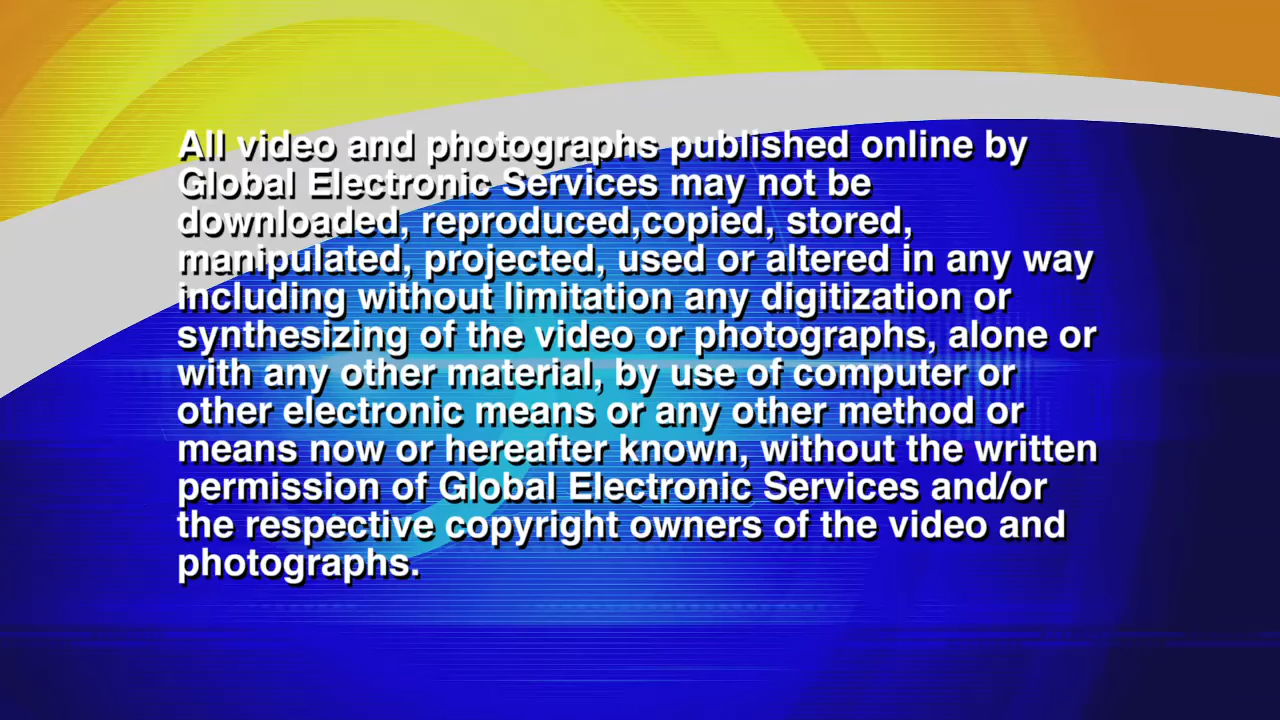 All video and photographs published online by
Global Electronic Services may not be
downloaded, reproduced,copied, stored,
manipulated, projected, used or altered in any way
including without limitation any digitization or
synthesizing of the video or photographs, alone or
with any other material, by use of computer or
other electronic means or any other method or
means now or hereafter known, without the written
permission of Global Electronic Services and/or
the respective copyright owners of the video and
photographs.